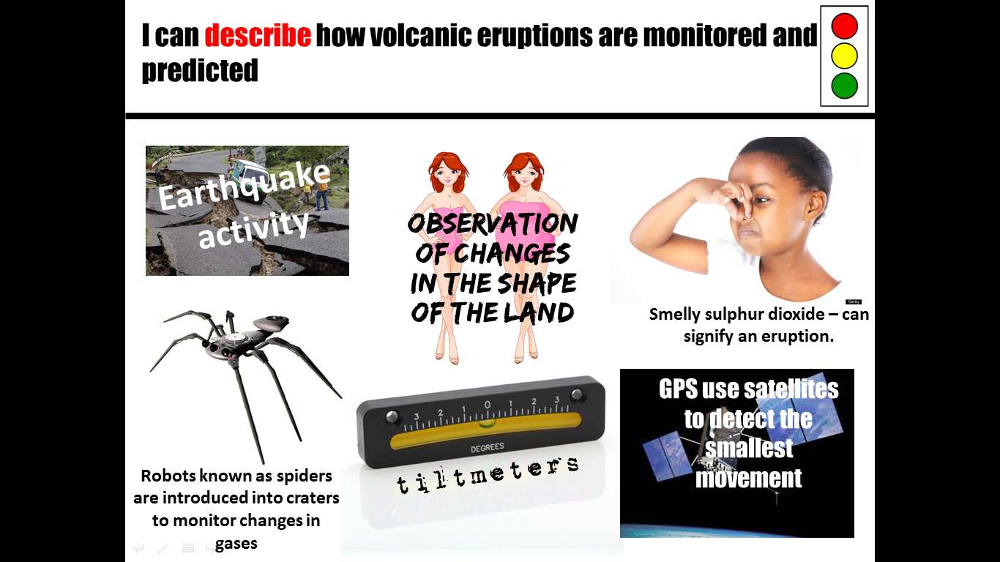 I can describe how volcanic eruptions are monitored and
predicted
Earthquake
activity
OBSERVATION
OF CHANGES
IN THE SHAPE
OF THE LAND
Getty
Smelly sulphur dioxide – can
signify an eruption.
Robots known as spiders
are introduced into craters
to monitor changes in
gases
3 2 1 0 1 2 3
DEGREES
tiltmeters
GPS use satellites
to detect the
smallest
movement